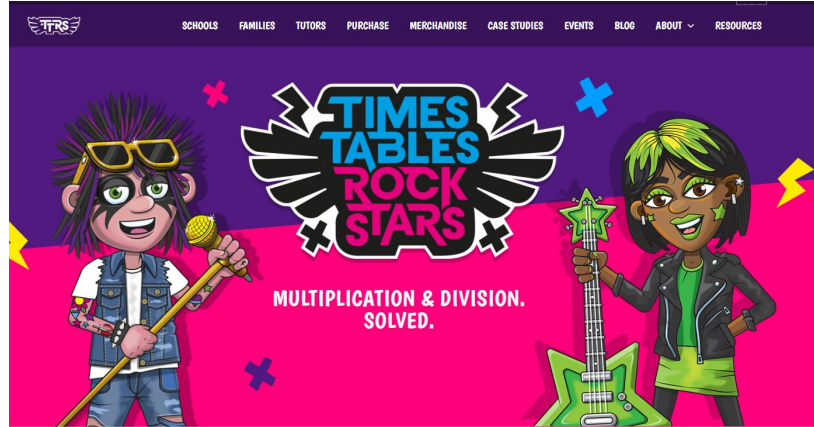 TTRS
SCHOOLS FAMILIES TUTORS PURCHASE MERCHANDISE CASE STUDIES EVENTS BLOG ABOUT RESOURCES
TIMES
TABLES
ROCK
STARS
MULTIPLICATION & DIVISION.
SOLVED.